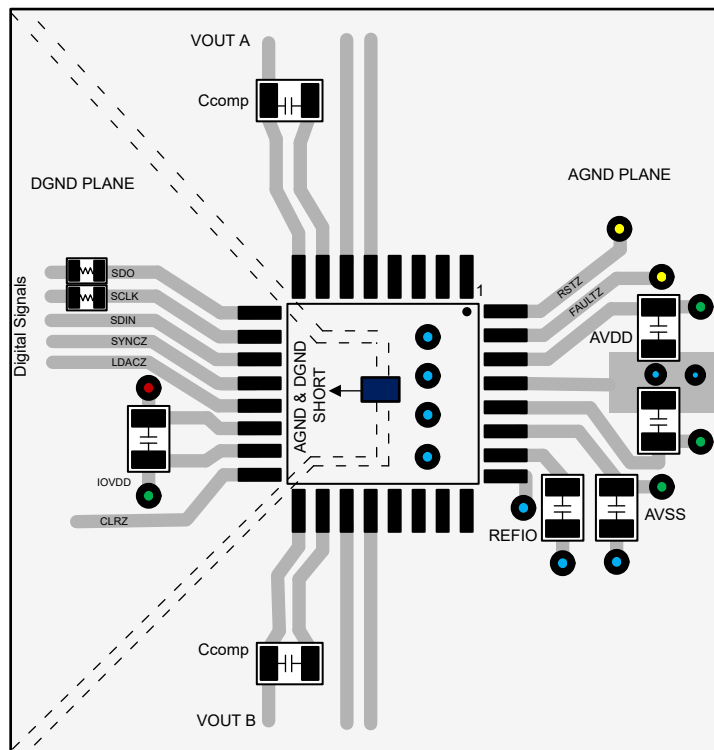 VOUT A
Ccomp
DGND PLANE
AGND PLANE
SDO
SCLK
SDIN
SYNCZ
LDACZ
Digital Signals
IOVDD
CLRZ
AGND & DGND
SHORT
1
RSTZ
FAULTZ
AVDD
REFIO
AVSS
Ccomp
VOUT B